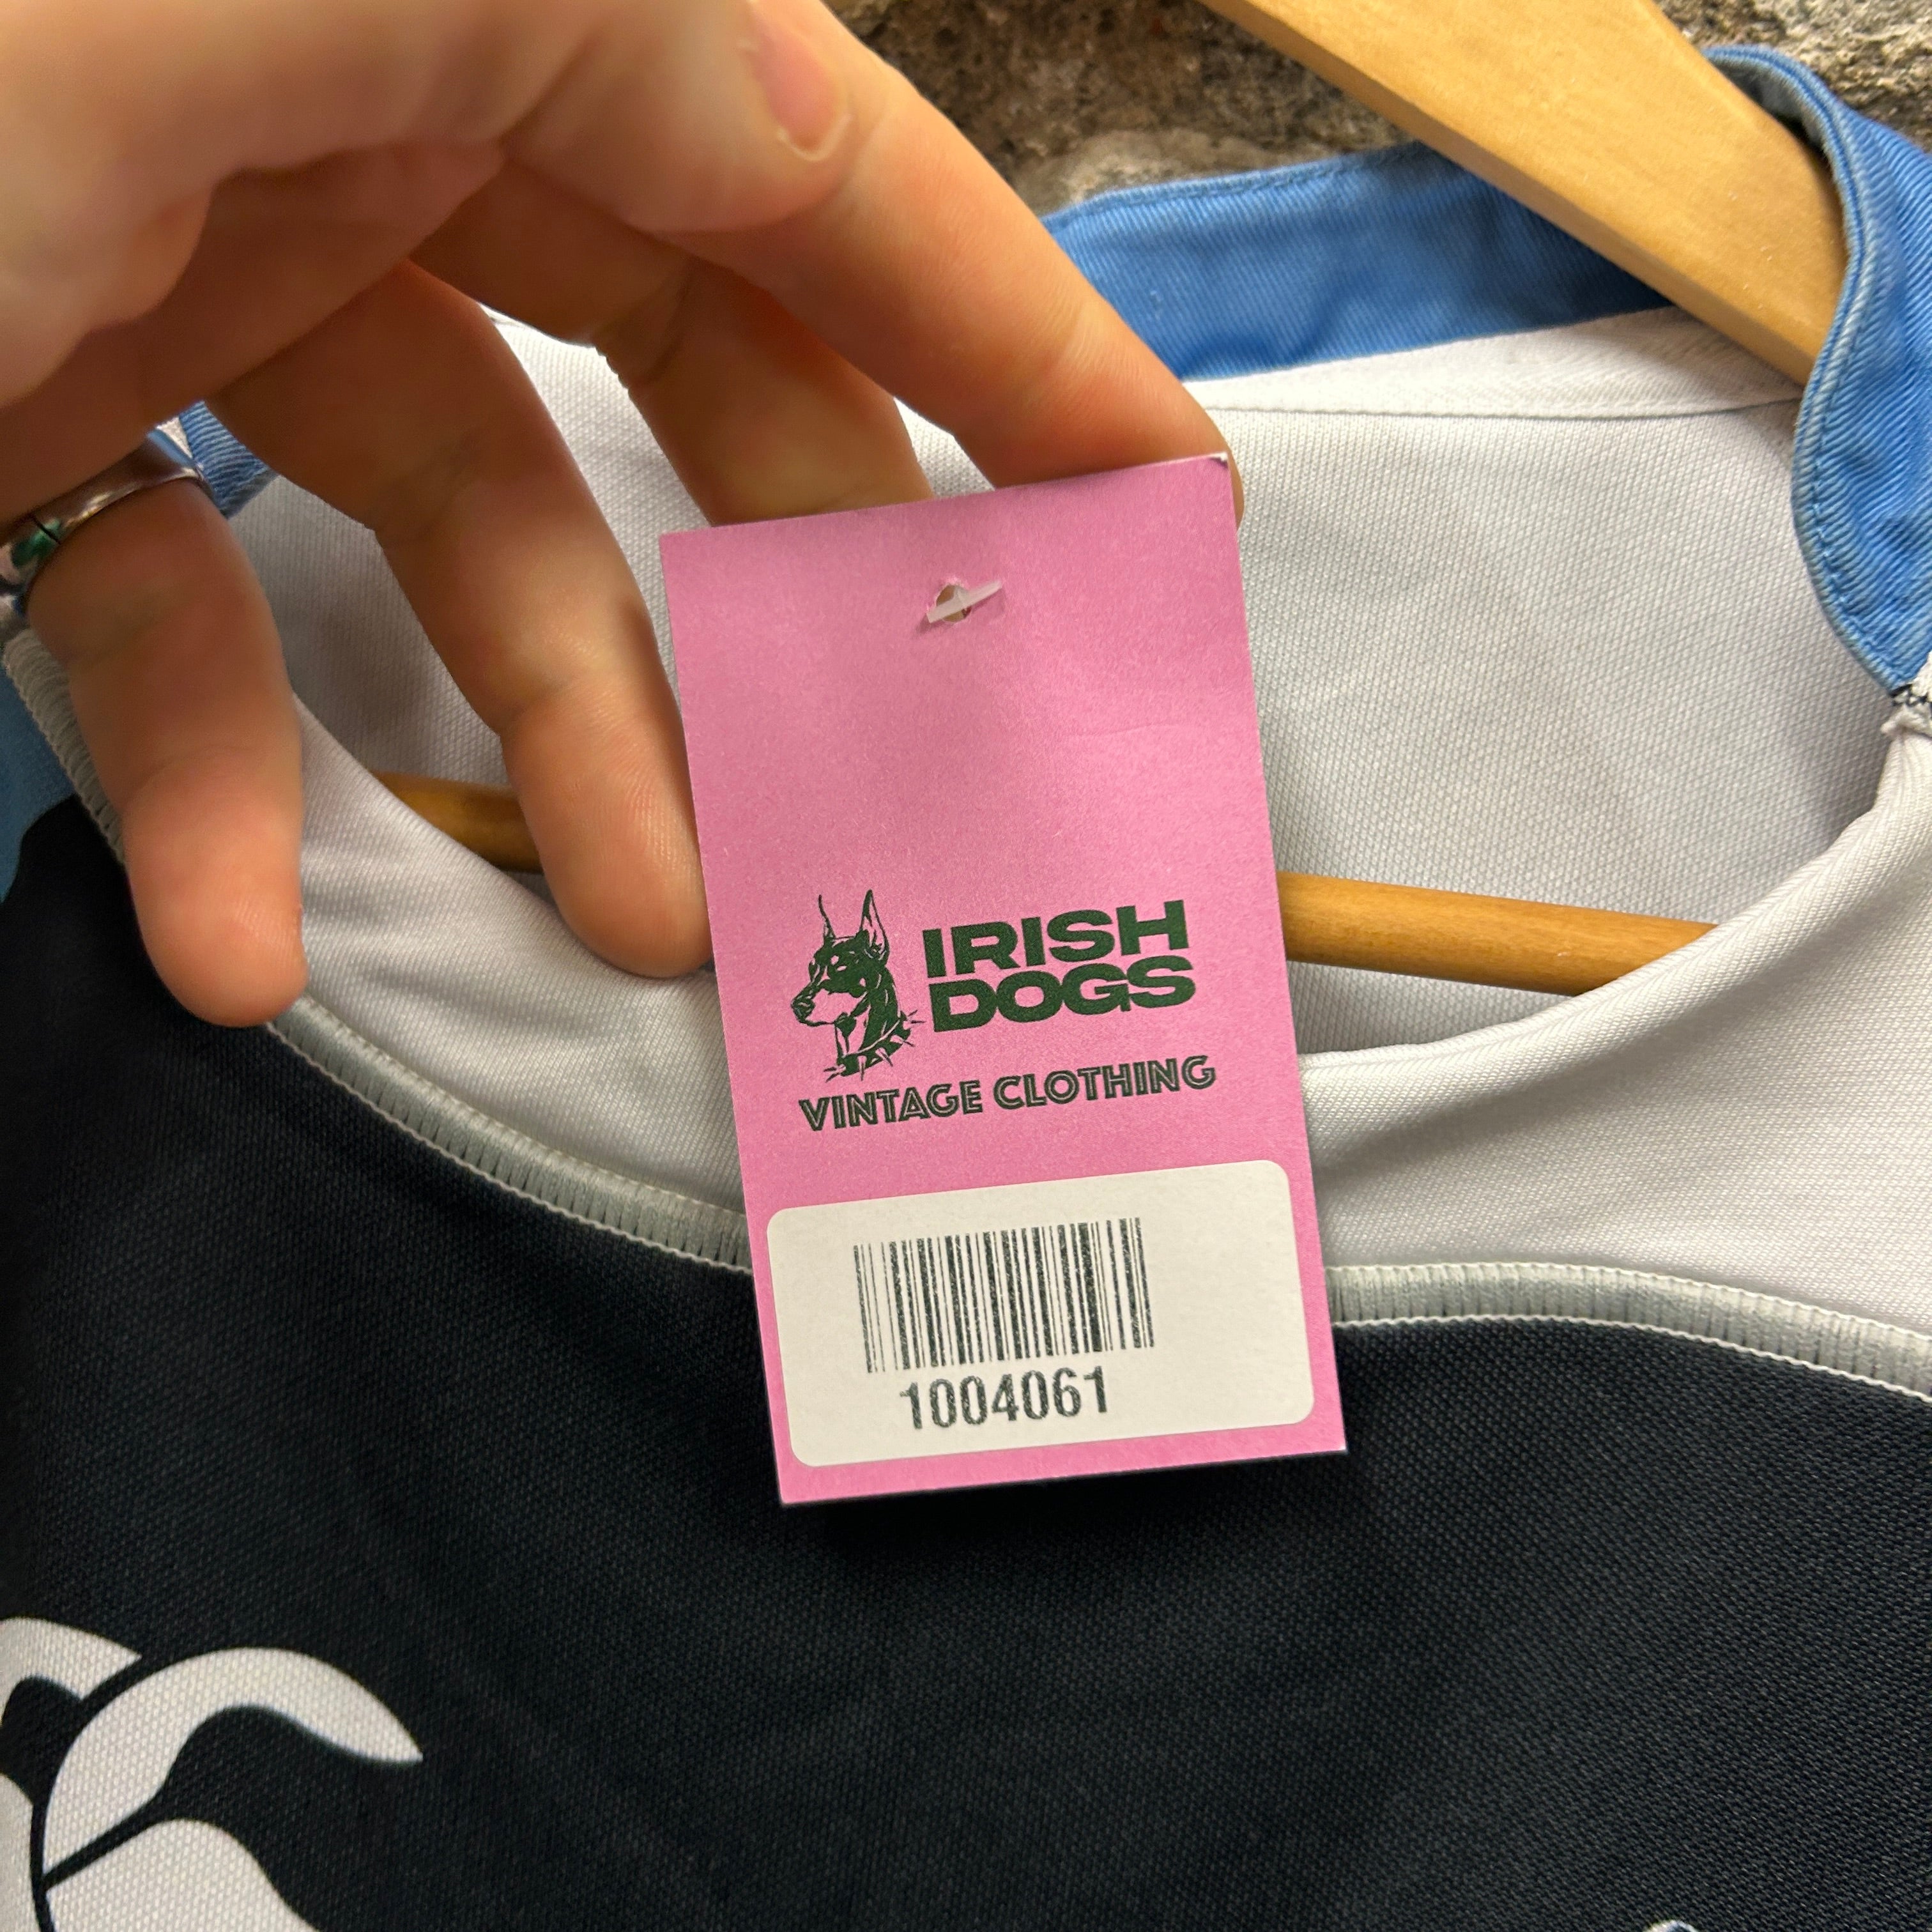 IRISH
DOGS
VINTAGE CLOTHING
1004061